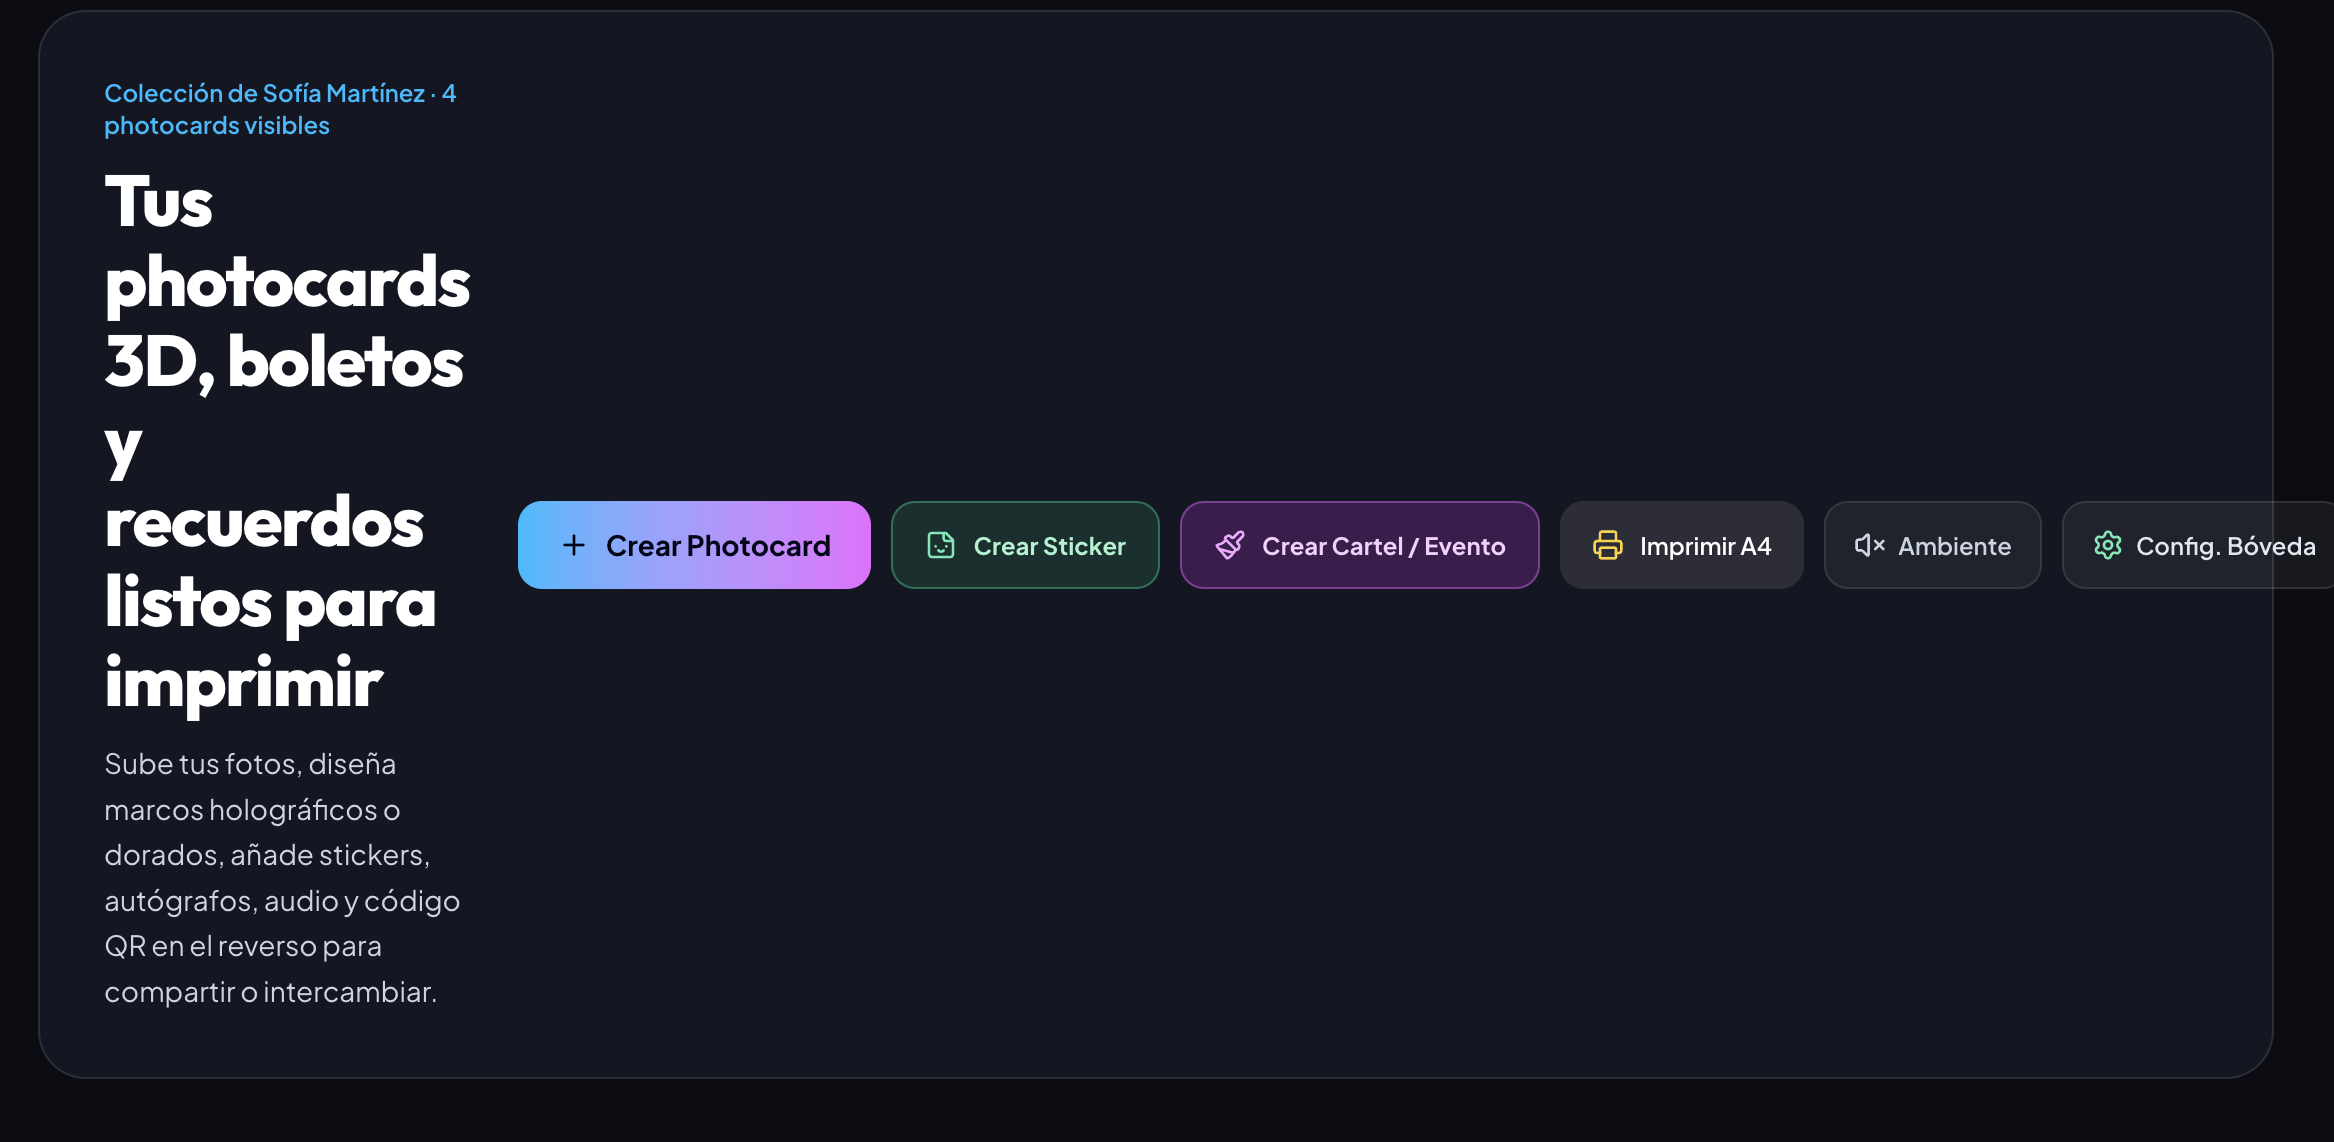 Colección de Sofía Martínez · 4
photocards visibles
Tus
photocards
3D, boletos
y
recuerdos
listos para
imprimir
Sube tus fotos, diseña
marcos holográficos o
dorados, añade stickers,
autógrafos, audio y código
QR en el reverso para
compartir o intercambiar.
Crear Photocard
Crear Sticker
Crear Cartel / Evento
Imprimir A4
Ambiente
Config. Bóveda